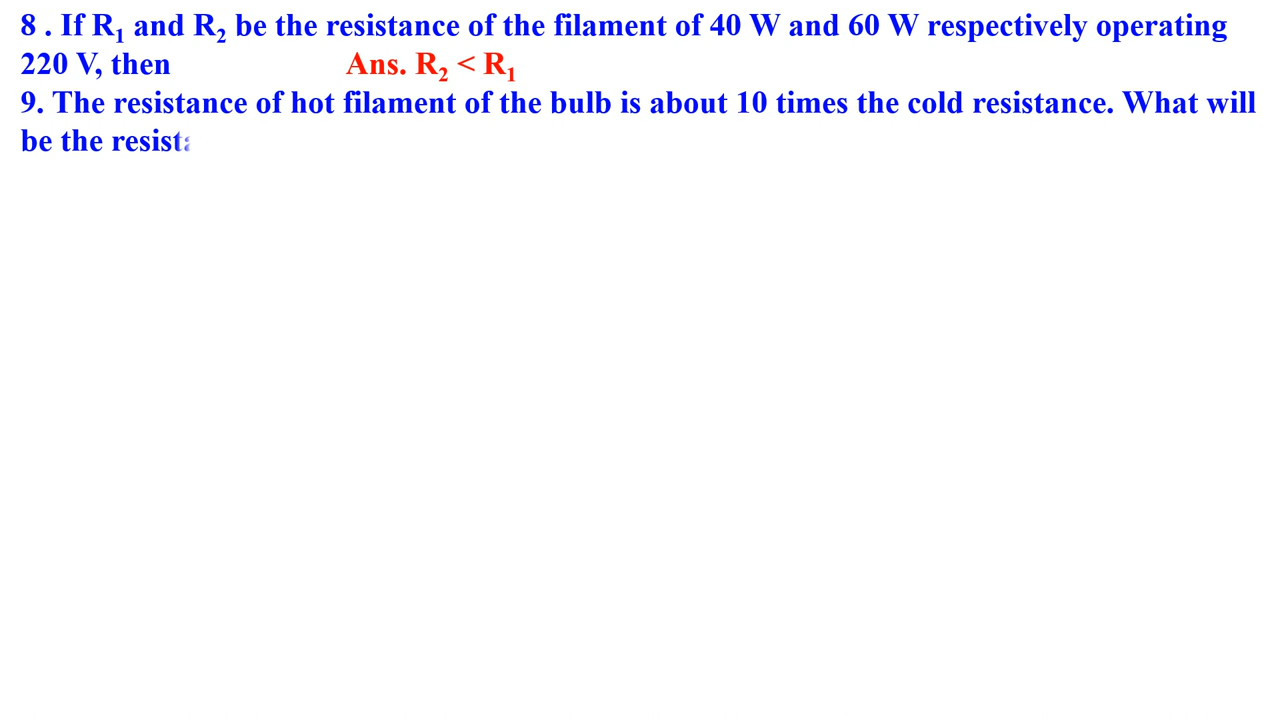 8 . If R₁ and R₂ be the resistance of the filament of 40 W and 60 W respectively operating
220 V, then Ans. R₂ < R₁
9. The resistance of hot filament of the bulb is about 10 times the cold resistance. What will
be the